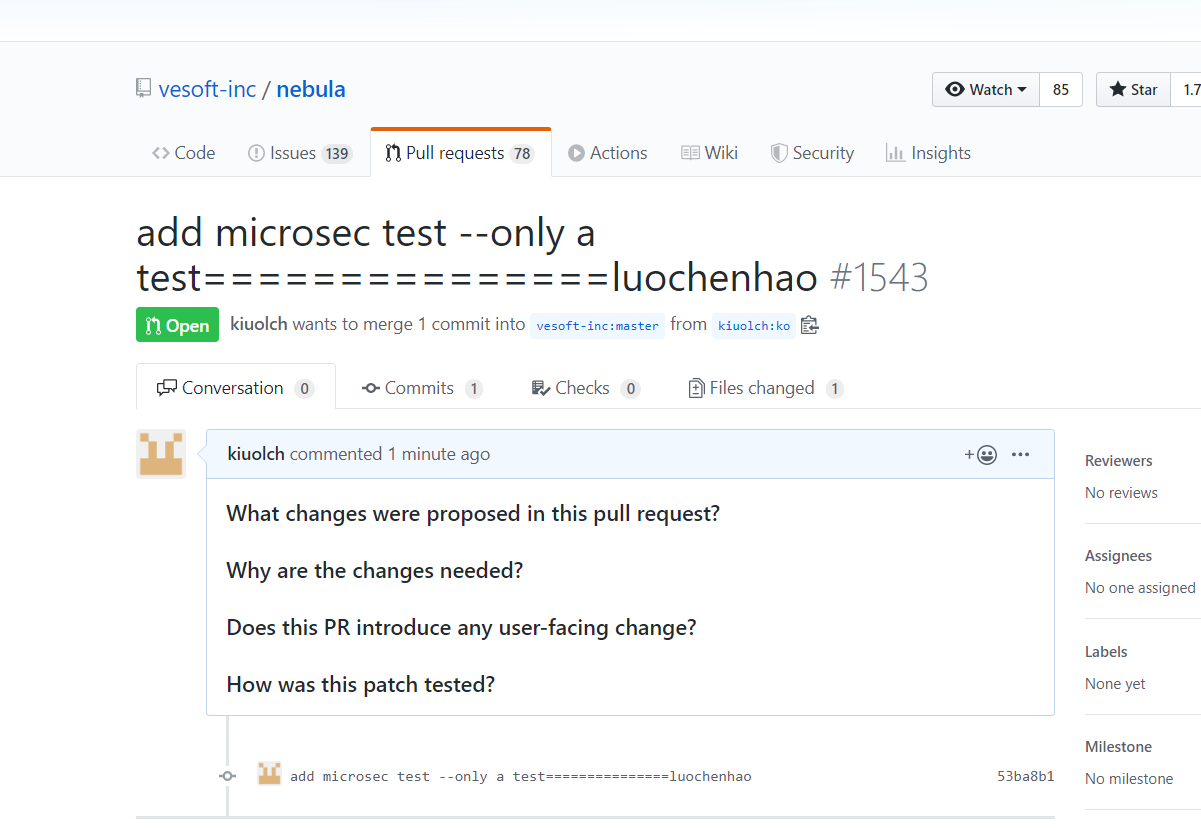 vesoft-inc / nebula
Watch 85 Star 1.7
Code Issues 139 Pull requests 78 Actions Wiki Security Insights
add microsec test --only a
test===============luochenhao #1543
Open kiuolch wants to merge 1 commit into vesoft-inc:master from kiuolch:ko
Conversation 0 Commits 1 Checks 0 Files changed 1
kiuolch commented 1 minute ago
What changes were proposed in this pull request?
Why are the changes needed?
Does this PR introduce any user-facing change?
How was this patch tested?
add microsec test --only a test===============luochenhao 53ba8b1
Reviewers
No reviews
Assignees
No one assigned
Labels
None yet
Milestone
No milestone